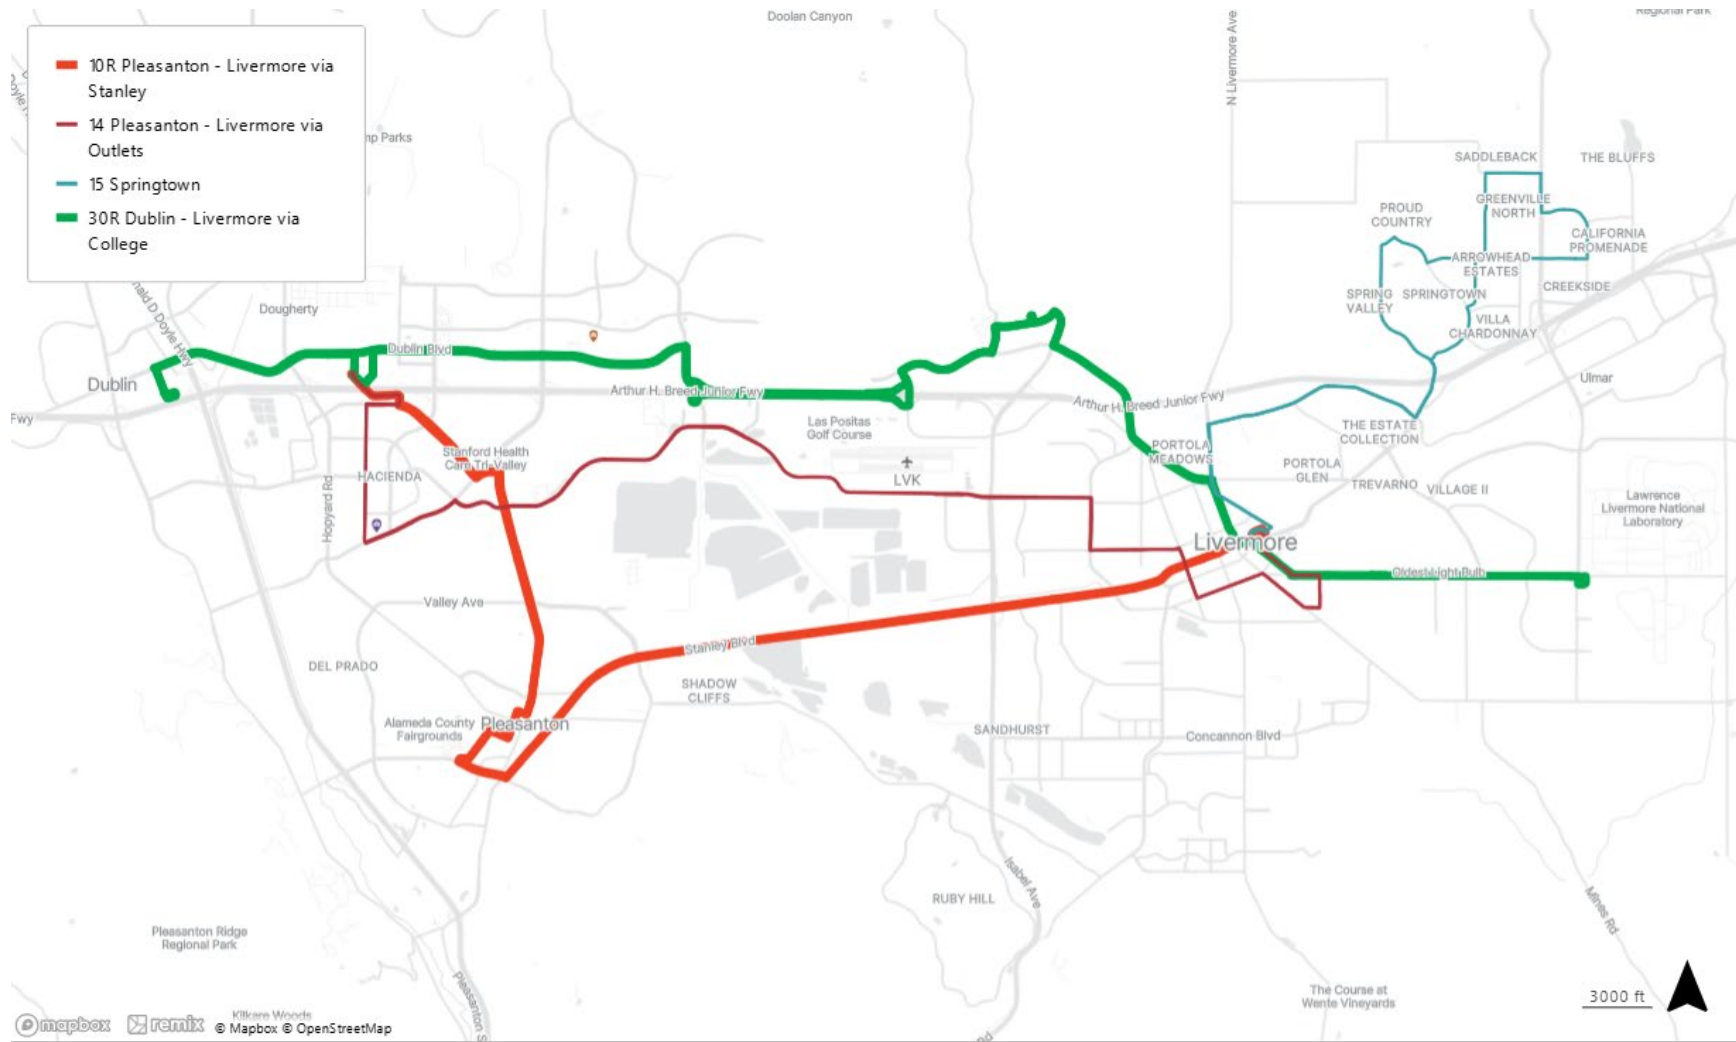 Doolan Canyon
Regional Park
10R Pleasanton - Livermore via
Stanley
14 Pleasanton - Livermore via
Outlets
15 Springtown
30R Dublin - Livermore via
College
N Livermore Ave
SADDLEBACK
THE BLUFFS
PROUD
COUNTRY
GREENVILLE
NORTH
CALIFORNIA
PROMENADE
ARROWHEAD
ESTATES
CREEKSIDE
SPRING
VALLEY
SPRINGTOWN
VILLA
CHARDONNAY
Dougherty
Dublin Blvd
Dublin
Arthur H. Breed Junior Fwy
Arthur H. Breed Junior Fwy
Ulmar
Fwy
Las Positas
Golf Course
THE ESTATE
COLLECTION
PORTOLA
MEADOWS
Stanford Health
Care Tri-Valley
HACIENDA
LVK
PORTOLA
GLEN
TREVARNO
VILLAGE II
Lawrence
Livermore National
Laboratory
Hopyard Rd
Livermore
Oldest Light Bulb
Valley Ave
Stanley Blvd
DEL PRADO
SHADOW
CLIFFS
Alameda County
Fairgrounds
Pleasanton
SANDHURST
Concannon Blvd
Isabel Ave
RUBY HILL
Mines Rd
Pleasanton Ridge
Regional Park
Pleasanton S
The Course at
Wente Vineyards
3000 ft
Kilkare Woods
mapbox
remix
© Mapbox © OpenStreetMap
Rd